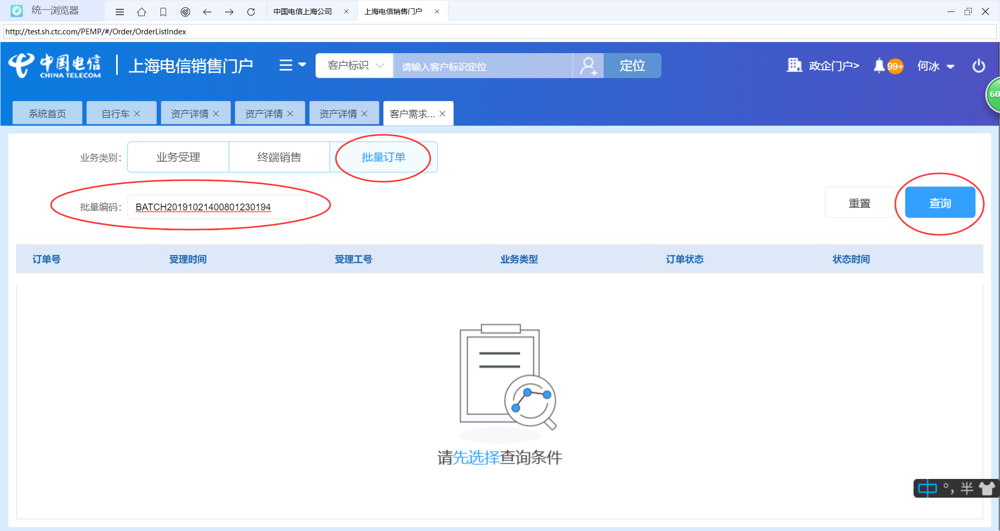 统一浏览器
中国电信上海公司
上海电信销售门户
http://test.sh.ctc.com/PEMP/#/Order/OrderListIndex
中国电信
CHINA TELECOM
上海电信销售门户
客户标识
请输入客户标识定位
定位
政企门户>
99+
何冰
60
系统首页
自行车
资产详情
资产详情
资产详情
客户需求...
业务类别：
业务受理
终端销售
批量订单
批量编码：
BATCH20191021400801230194
重置
查询
订单号
受理时间
受理工号
业务类型
订单状态
状态时间
请先选择查询条件
中 °, 半